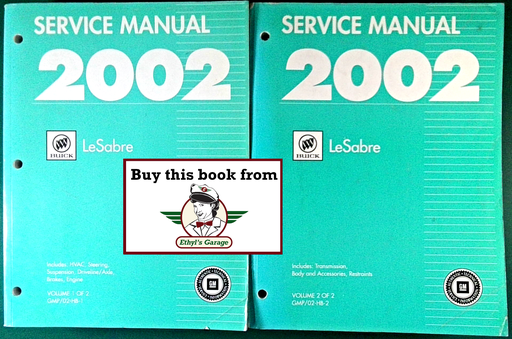 SERVICE MANUAL
2002
BUICK
LeSabre
Includes: HVAC, Steering,
Suspension, Driveline/Axle,
Brakes, Engine
VOLUME 1 OF 2
GMP/02-HB-1
GM
SERVICE MANUAL
2002
BUICK
LeSabre
Includes: Transmission,
Body and Accessories, Restraints
VOLUME 2 OF 2
GMP/02-HB-2
GM
Buy this book from
Ethyl's Garage